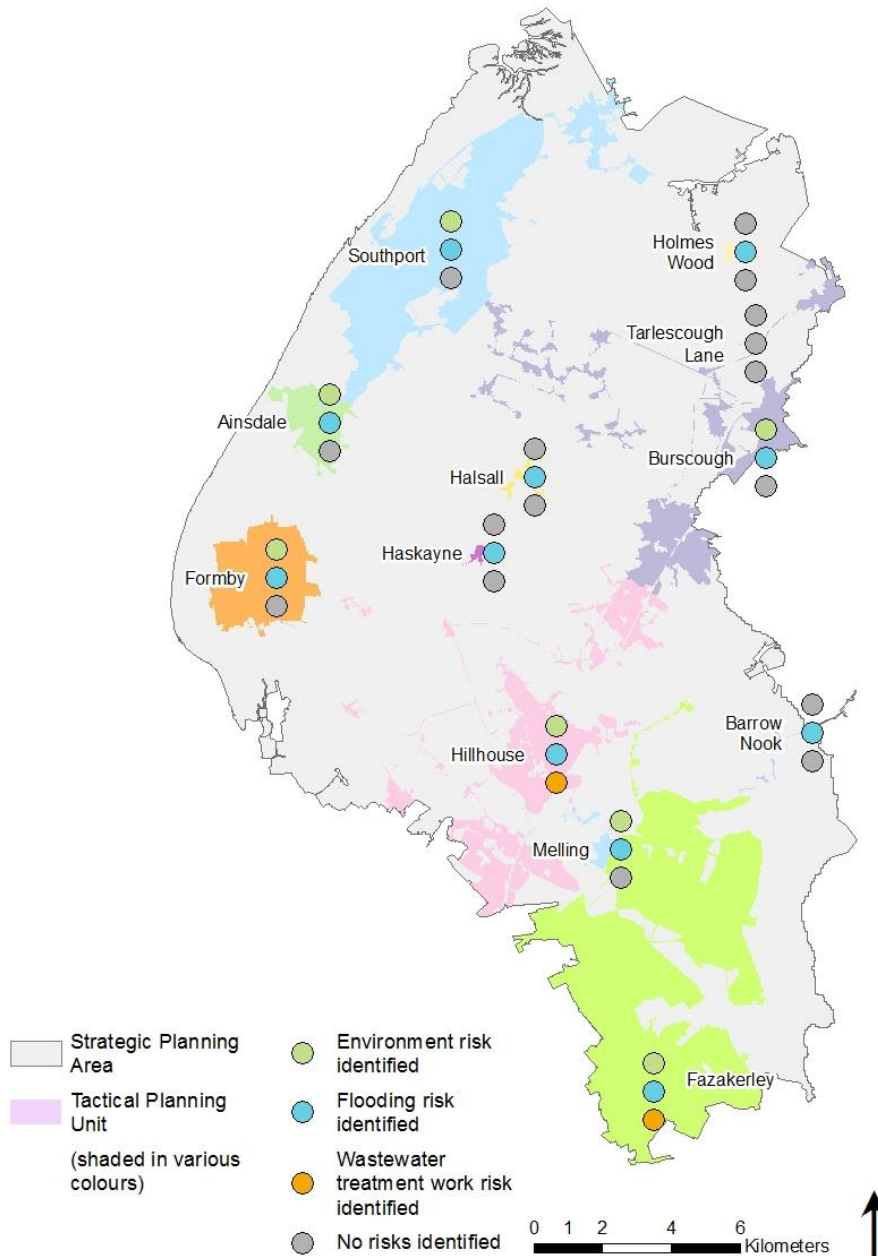 Southport
Holmes
Wood
Tarlescough
Lane
Ainsdale
Burscough
Halsall
Haskayne
Formby
Barrow
Nook
Hillhouse
Melling
Fazakerley
Strategic Planning
Area
Tactical Planning
Unit
(shaded in various
colours)
Environment risk
identified
Flooding risk
identified
Wastewater
treatment work risk
identified
No risks identified
0 1 2 4 6
Kilometers